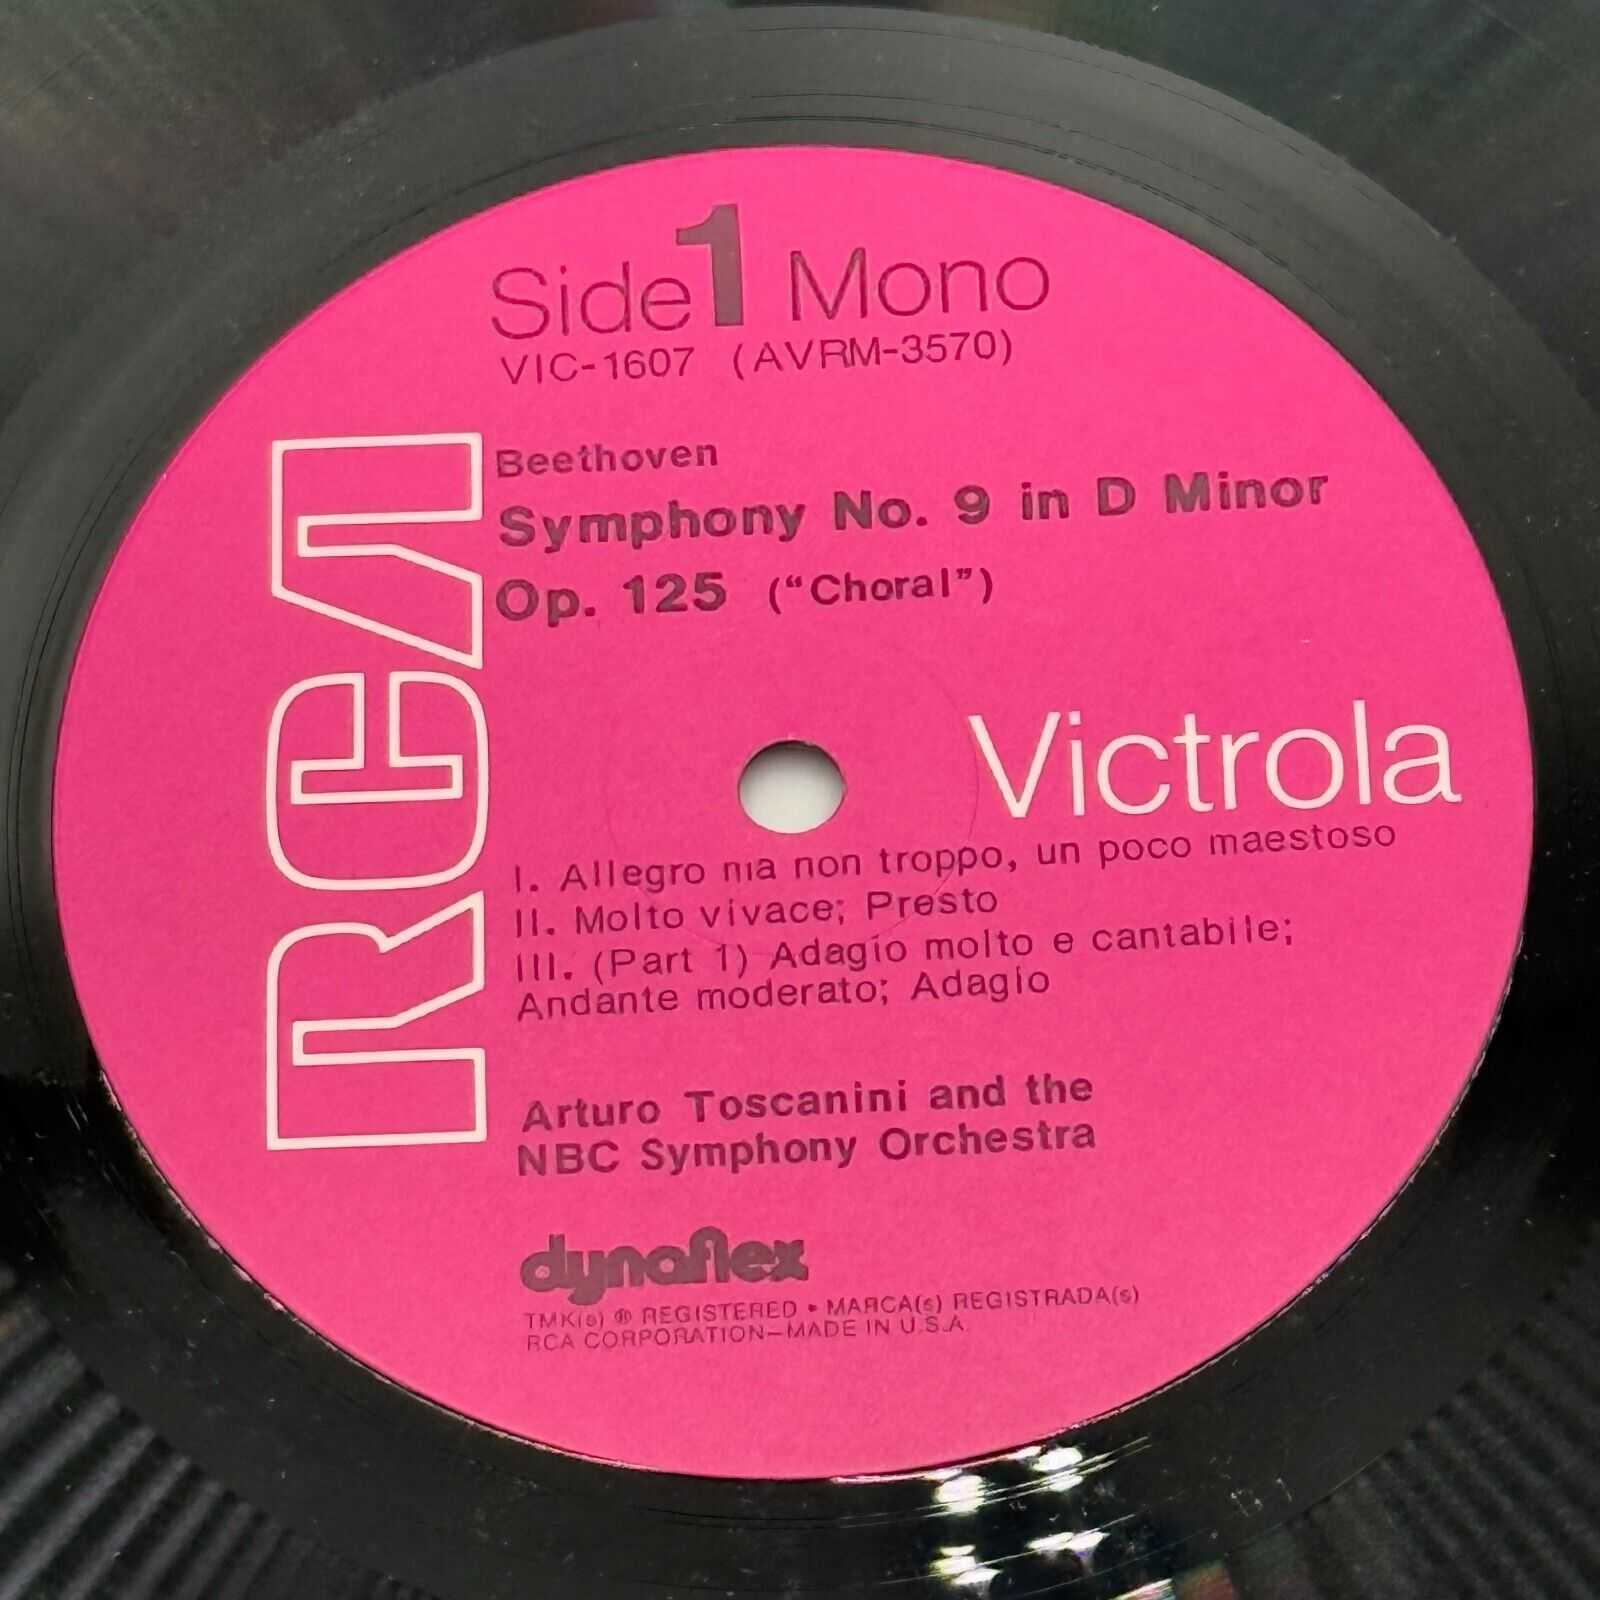 Side 1 Mono
VIC-1607 (AVRM-3570)
Beethoven
Symphony No. 9 in D Minor
Op. 125 (“Choral”)
RCA
Victrola
I. Allegro ma non troppo, un poco maestoso
II. Molto vivace; Presto
III. (Part 1) Adagio molto e cantabile;
Andante moderato; Adagio
Arturo Toscanini and the
NBC Symphony Orchestra
dynaflex
TMK(s) ® REGISTERED • MARCA(s) REGISTRADA(s)
RCA CORPORATION—MADE IN U.S.A.